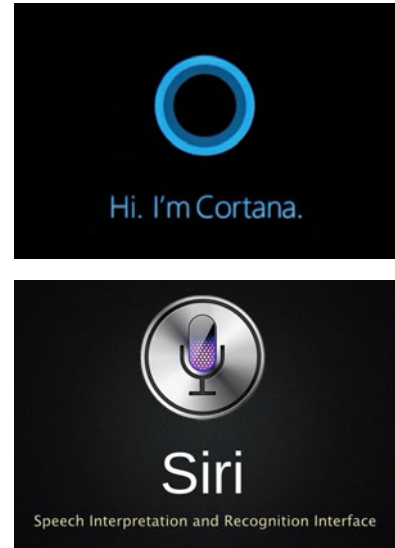 Hi. I'm Cortana.
Siri
Speech Interpretation and Recognition Interface